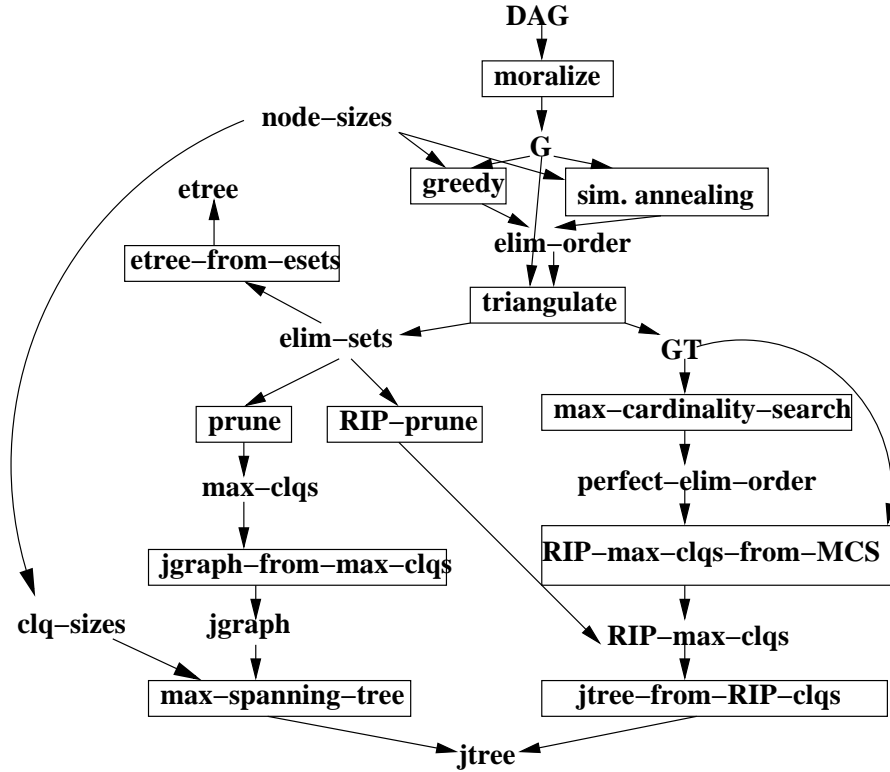 DAG
moralize
node−sizes
G
greedy
sim. annealing
etree
elim−order
etree−from−esets
triangulate
elim−sets
GT
max−cardinality−search
prune
RIP−prune
max−clqs
perfect−elim−order
RIP−max−clqs−from−MCS
jgraph−from−max−clqs
clq−sizes
jgraph
RIP−max−clqs
max−spanning−tree
jtree−from−RIP−clqs
jtree